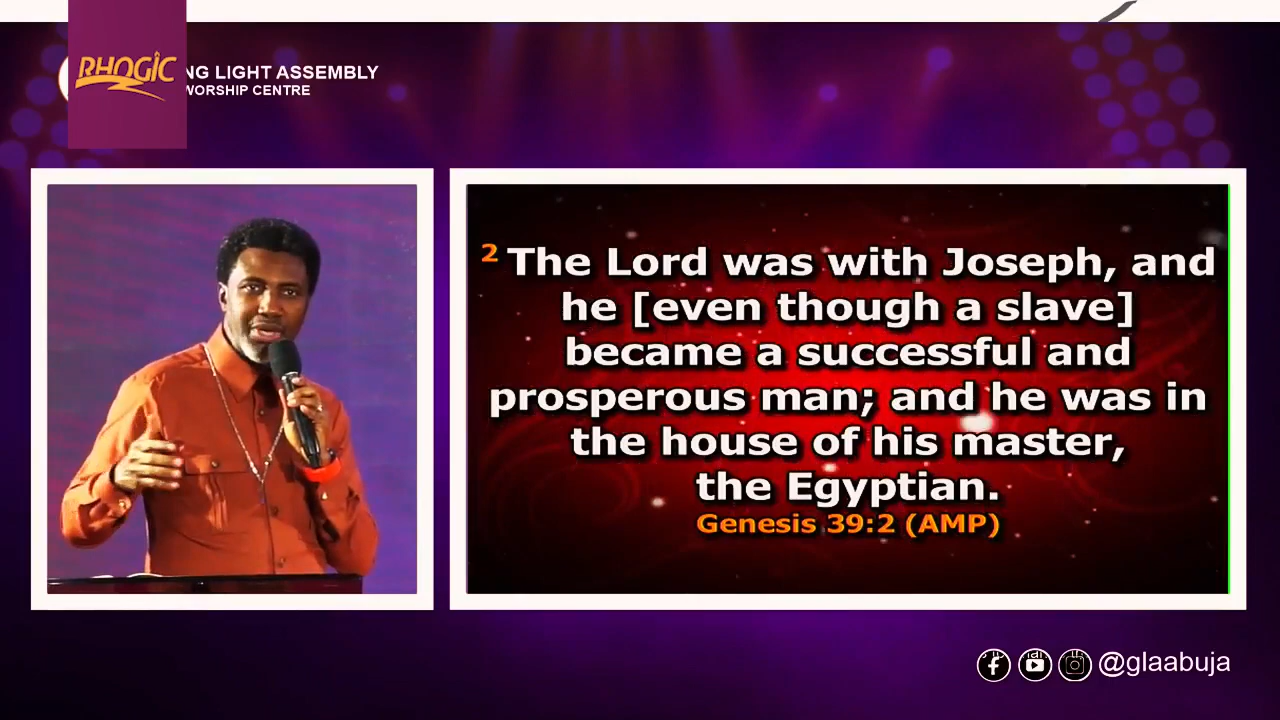 RHOGIC
NG LIGHT ASSEMBLY
WORSHIP CENTRE
2 The Lord was with Joseph, and
he [even though a slave]
became a successful and
prosperous man; and he was in
the house of his master,
the Egyptian.
Genesis 39:2 (AMP)
@glaabuja